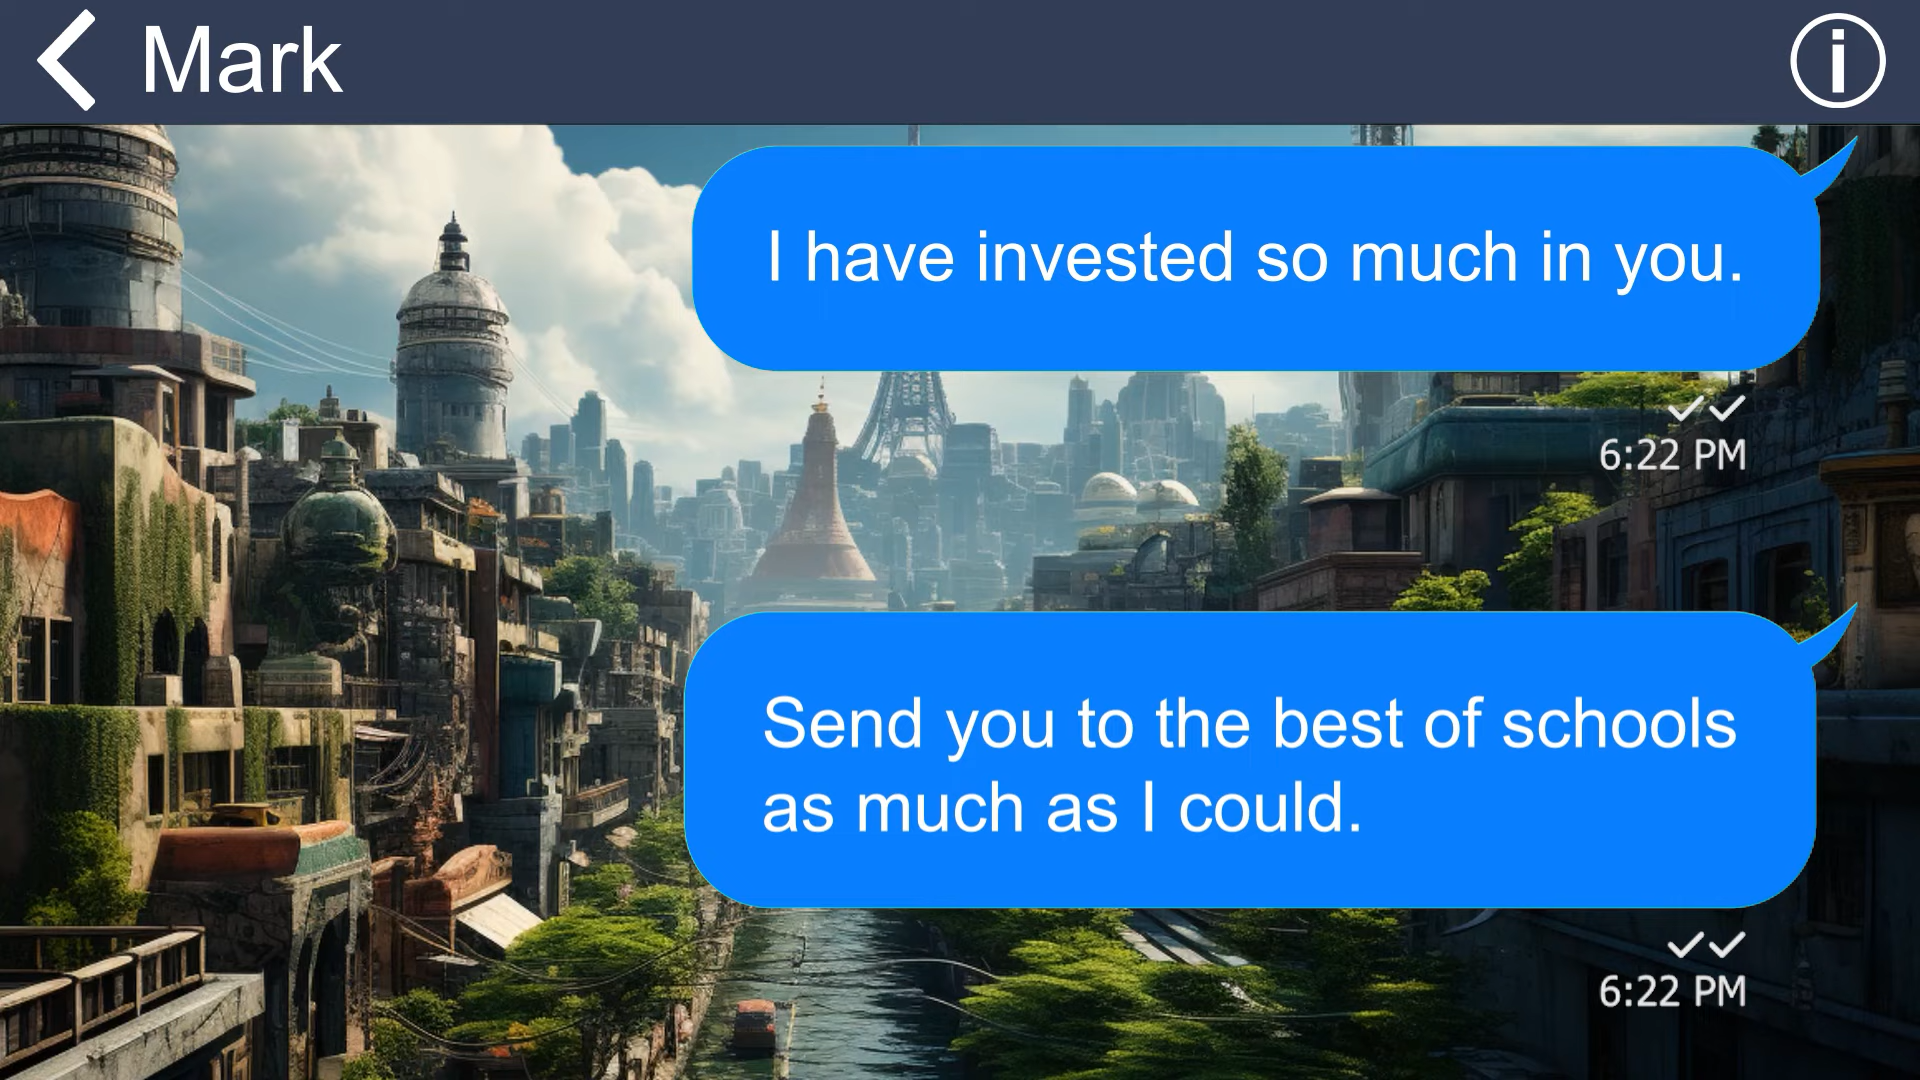 Mark
I have invested so much in you.
6:22 PM
Send you to the best of schools
as much as I could.
6:22 PM